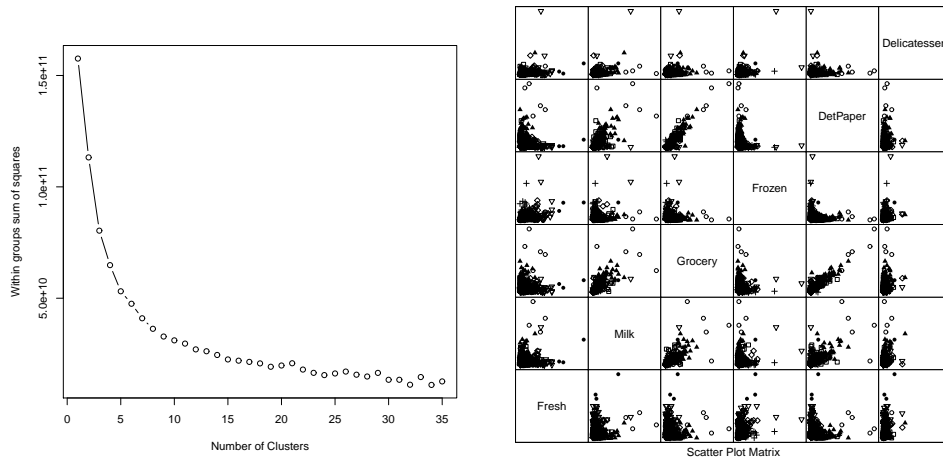 Within groups sum of squares
1.5e+11
1.0e+11
5.0e+10
0
5
10
15
20
25
30
35
Number of Clusters
Delicatessen
DetPaper
Frozen
Grocery
Milk
Fresh
Scatter Plot Matrix